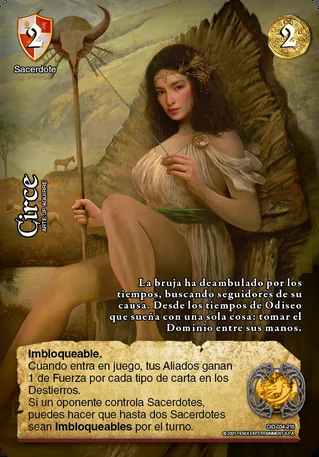 2
2
Sacerdote
Circe
La bruja ha deambulado por los
tiempos, buscando seguidores de su
causa. Desde los tiempos de Odiseo
que sueña con una sola cosa: tomar el
Dominio entre sus manos.
Imbloqueable.
Cuando entra en juego, tus Aliados ganan
1 de Fuerza por cada tipo de carta en los
Destierros.
Si un oponente controla Sacerdotes,
puedes hacer que hasta dos Sacerdotes
sean Imbloqueables por el turno.